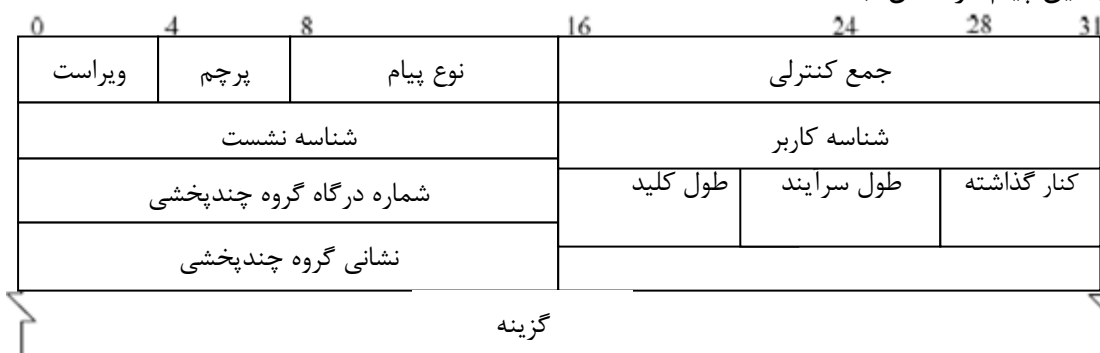 0 4 8 16 24 28 31
ویراست پرچم نوع پیام جمع کنترلی
شناسه نشست شناسه کاربر
شماره درگاه گروه چندپخشی طول کلید طول سرآیند کنار گذاشته
نشانی گروه چندپخشی
گزینه